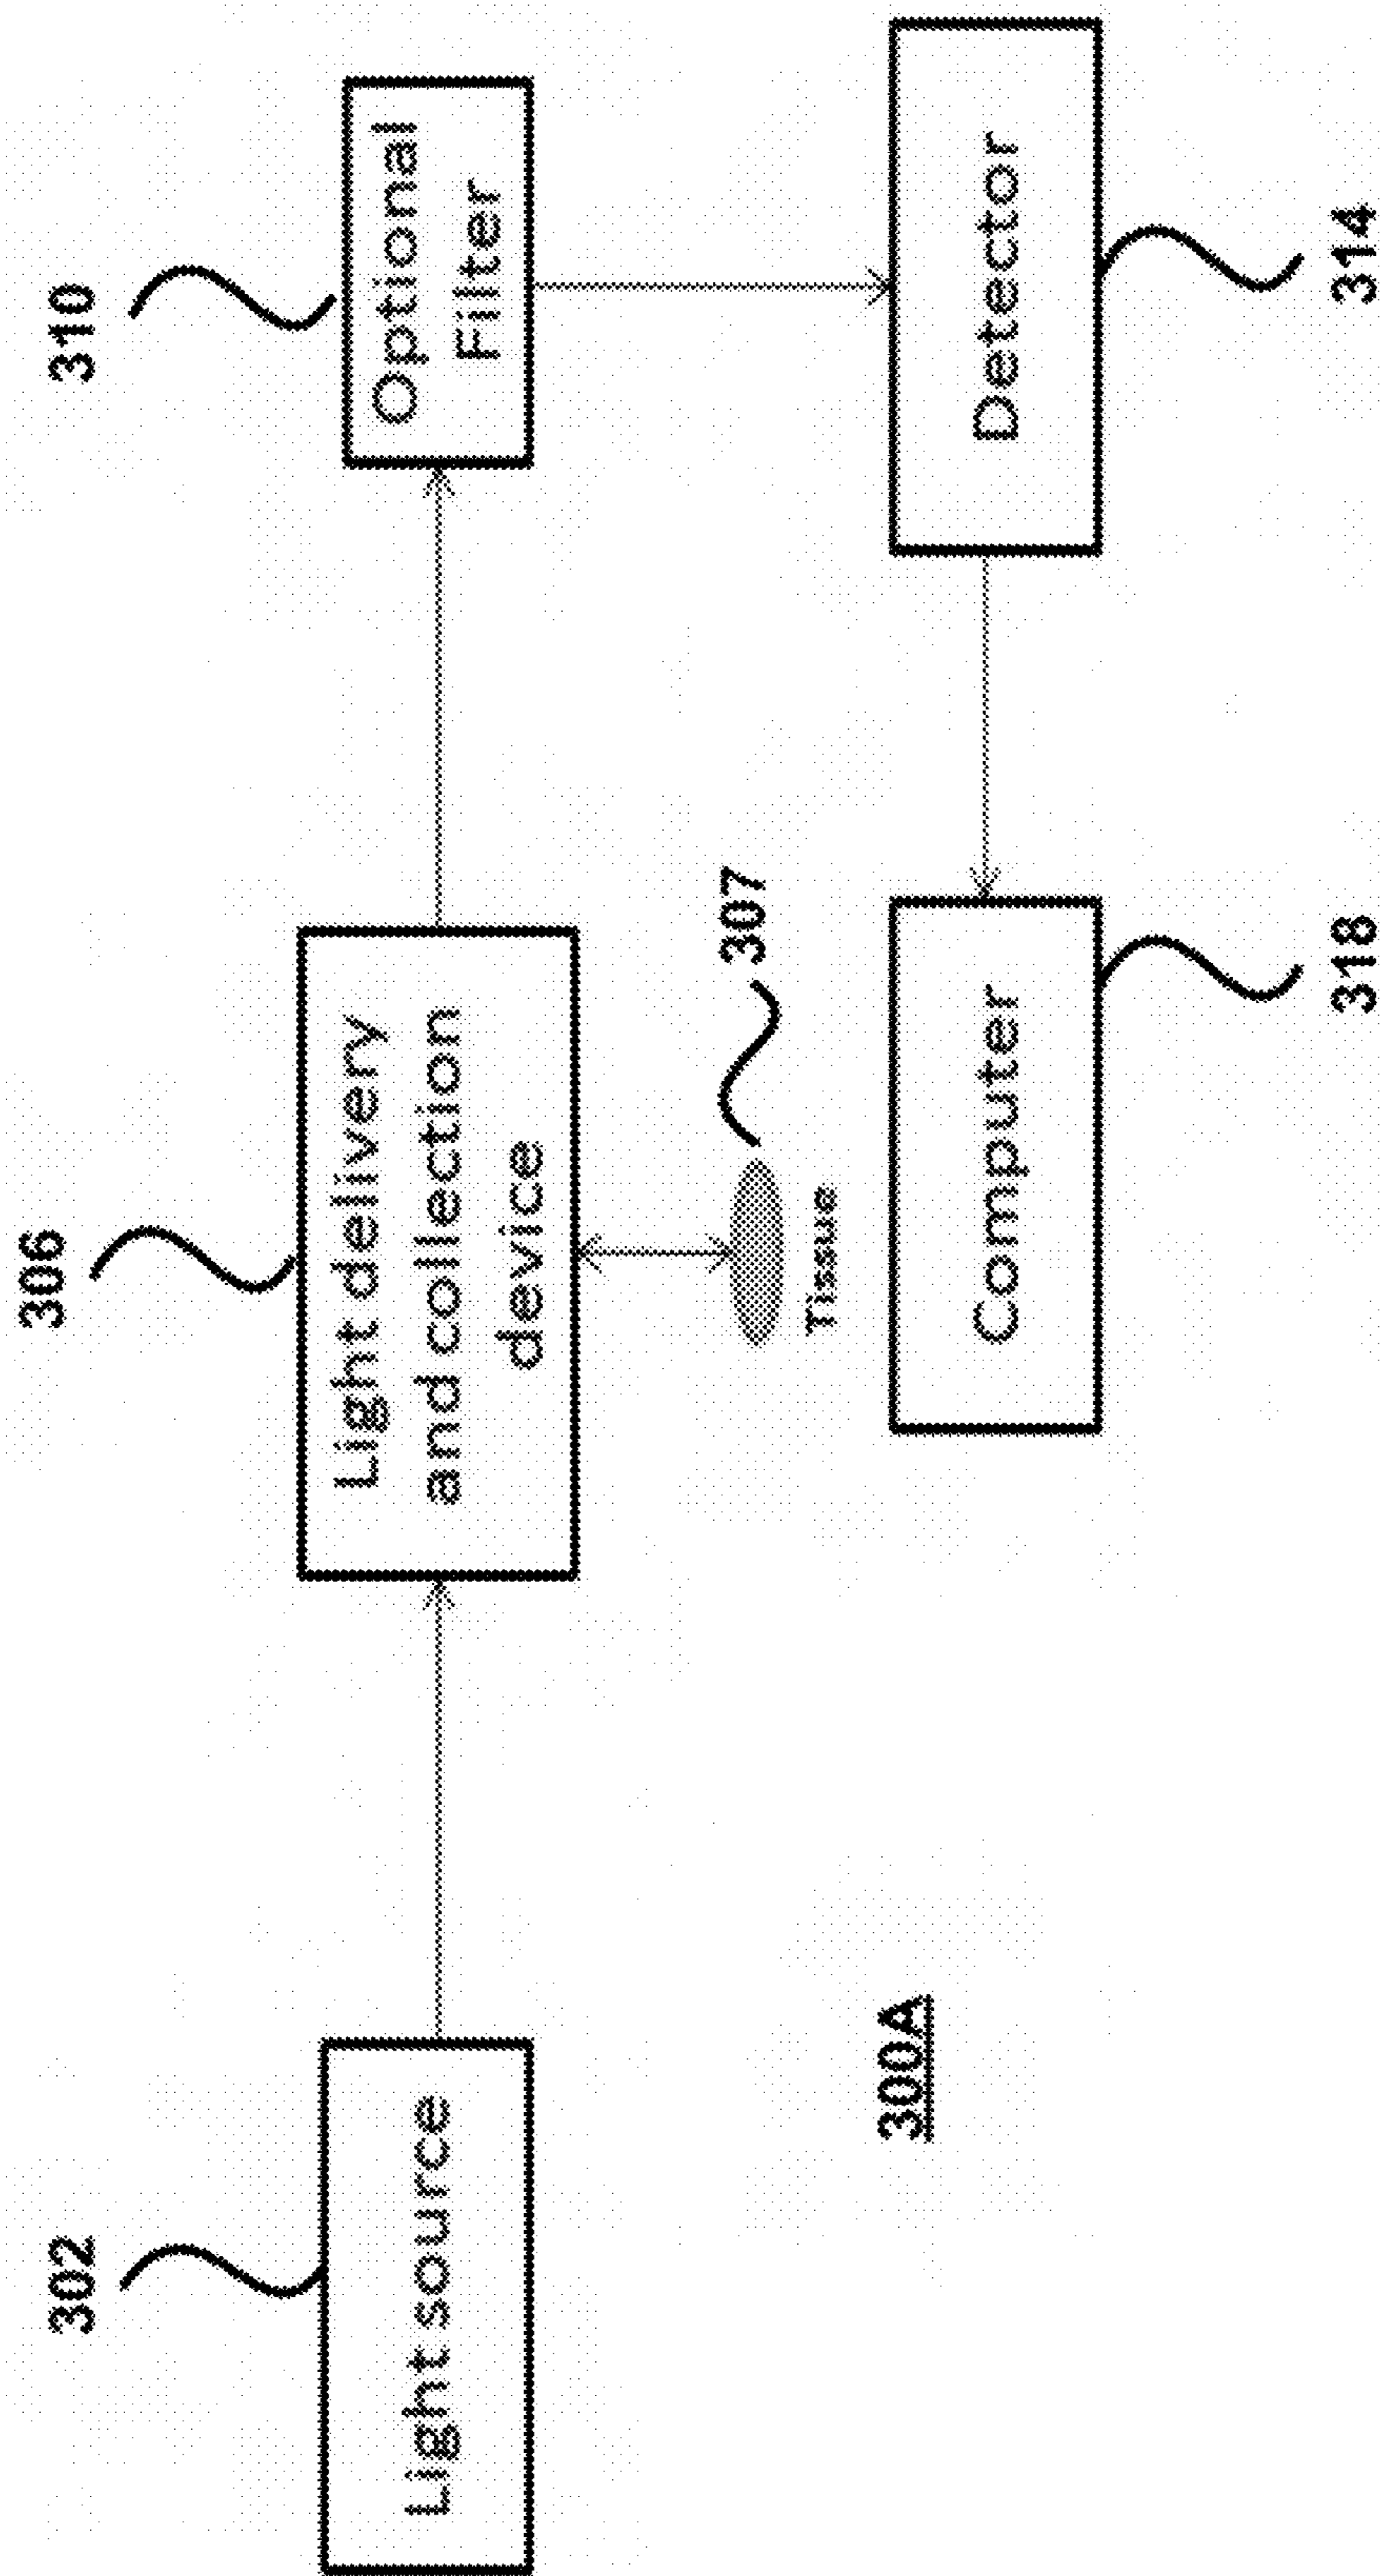 302
306
310
Light source
Light delivery
and collection
device
Optional
Filter
307
Tissue
300A
Computer
Detector
318
314